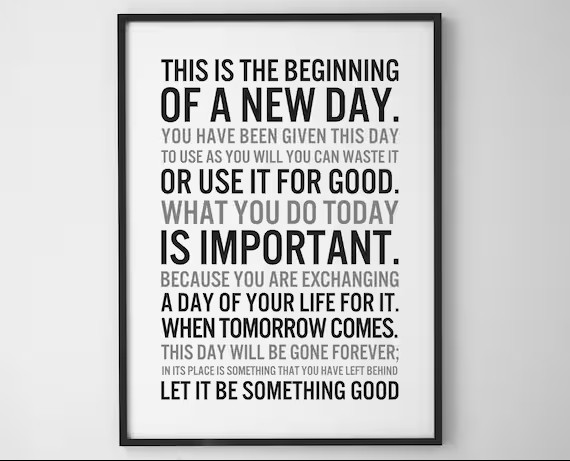 THIS IS THE BEGINNING
OF A NEW DAY.
YOU HAVE BEEN GIVEN THIS DAY
TO USE AS YOU WILL YOU CAN WASTE IT
OR USE IT FOR GOOD.
WHAT YOU DO TODAY
IS IMPORTANT.
BECAUSE YOU ARE EXCHANGING
A DAY OF YOUR LIFE FOR IT.
WHEN TOMORROW COMES.
THIS DAY WILL BE GONE FOREVER;
IN ITS PLACE IS SOMETHING THAT YOU HAVE LEFT BEHIND
LET IT BE SOMETHING GOOD